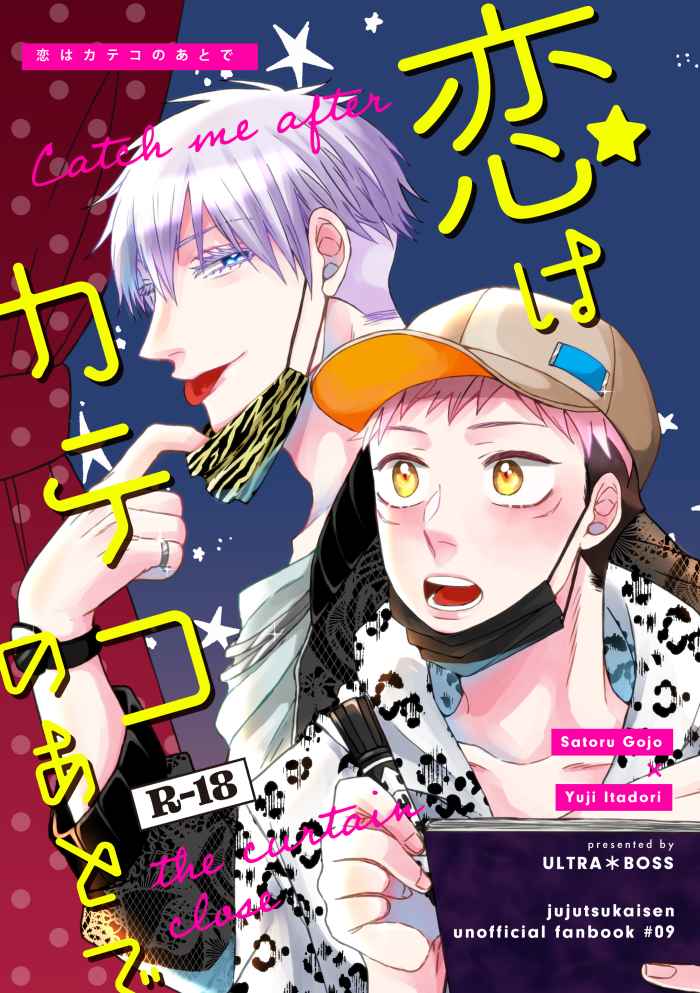 恋はカテコのあとで
Catch me after
恋は
カテコ
のあとで
R-18
the curtain
close
Satoru Gojo
×
Yuji Itadori
presented by
ULTRA＊BOSS
jujutsukaisen
unofficial fanbook #09